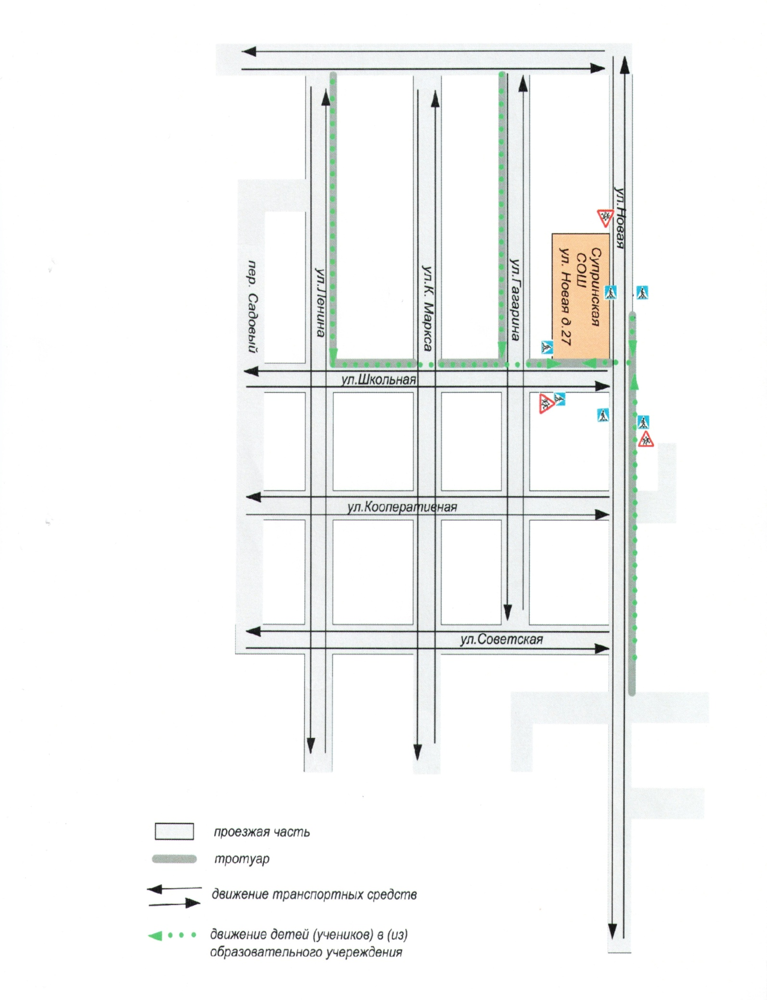 ул.Новая
Супринская
СОШ
ул. Новая д.27
пер. Садовый
ул.Ленина
ул.К. Маркса
ул.Гагарина
ул.Школьная
ул.Кооперативная
ул.Советская
проезжая часть
тротуар
движение транспортных средств
движение детей (учеников) в (из)
образовательного учереждения